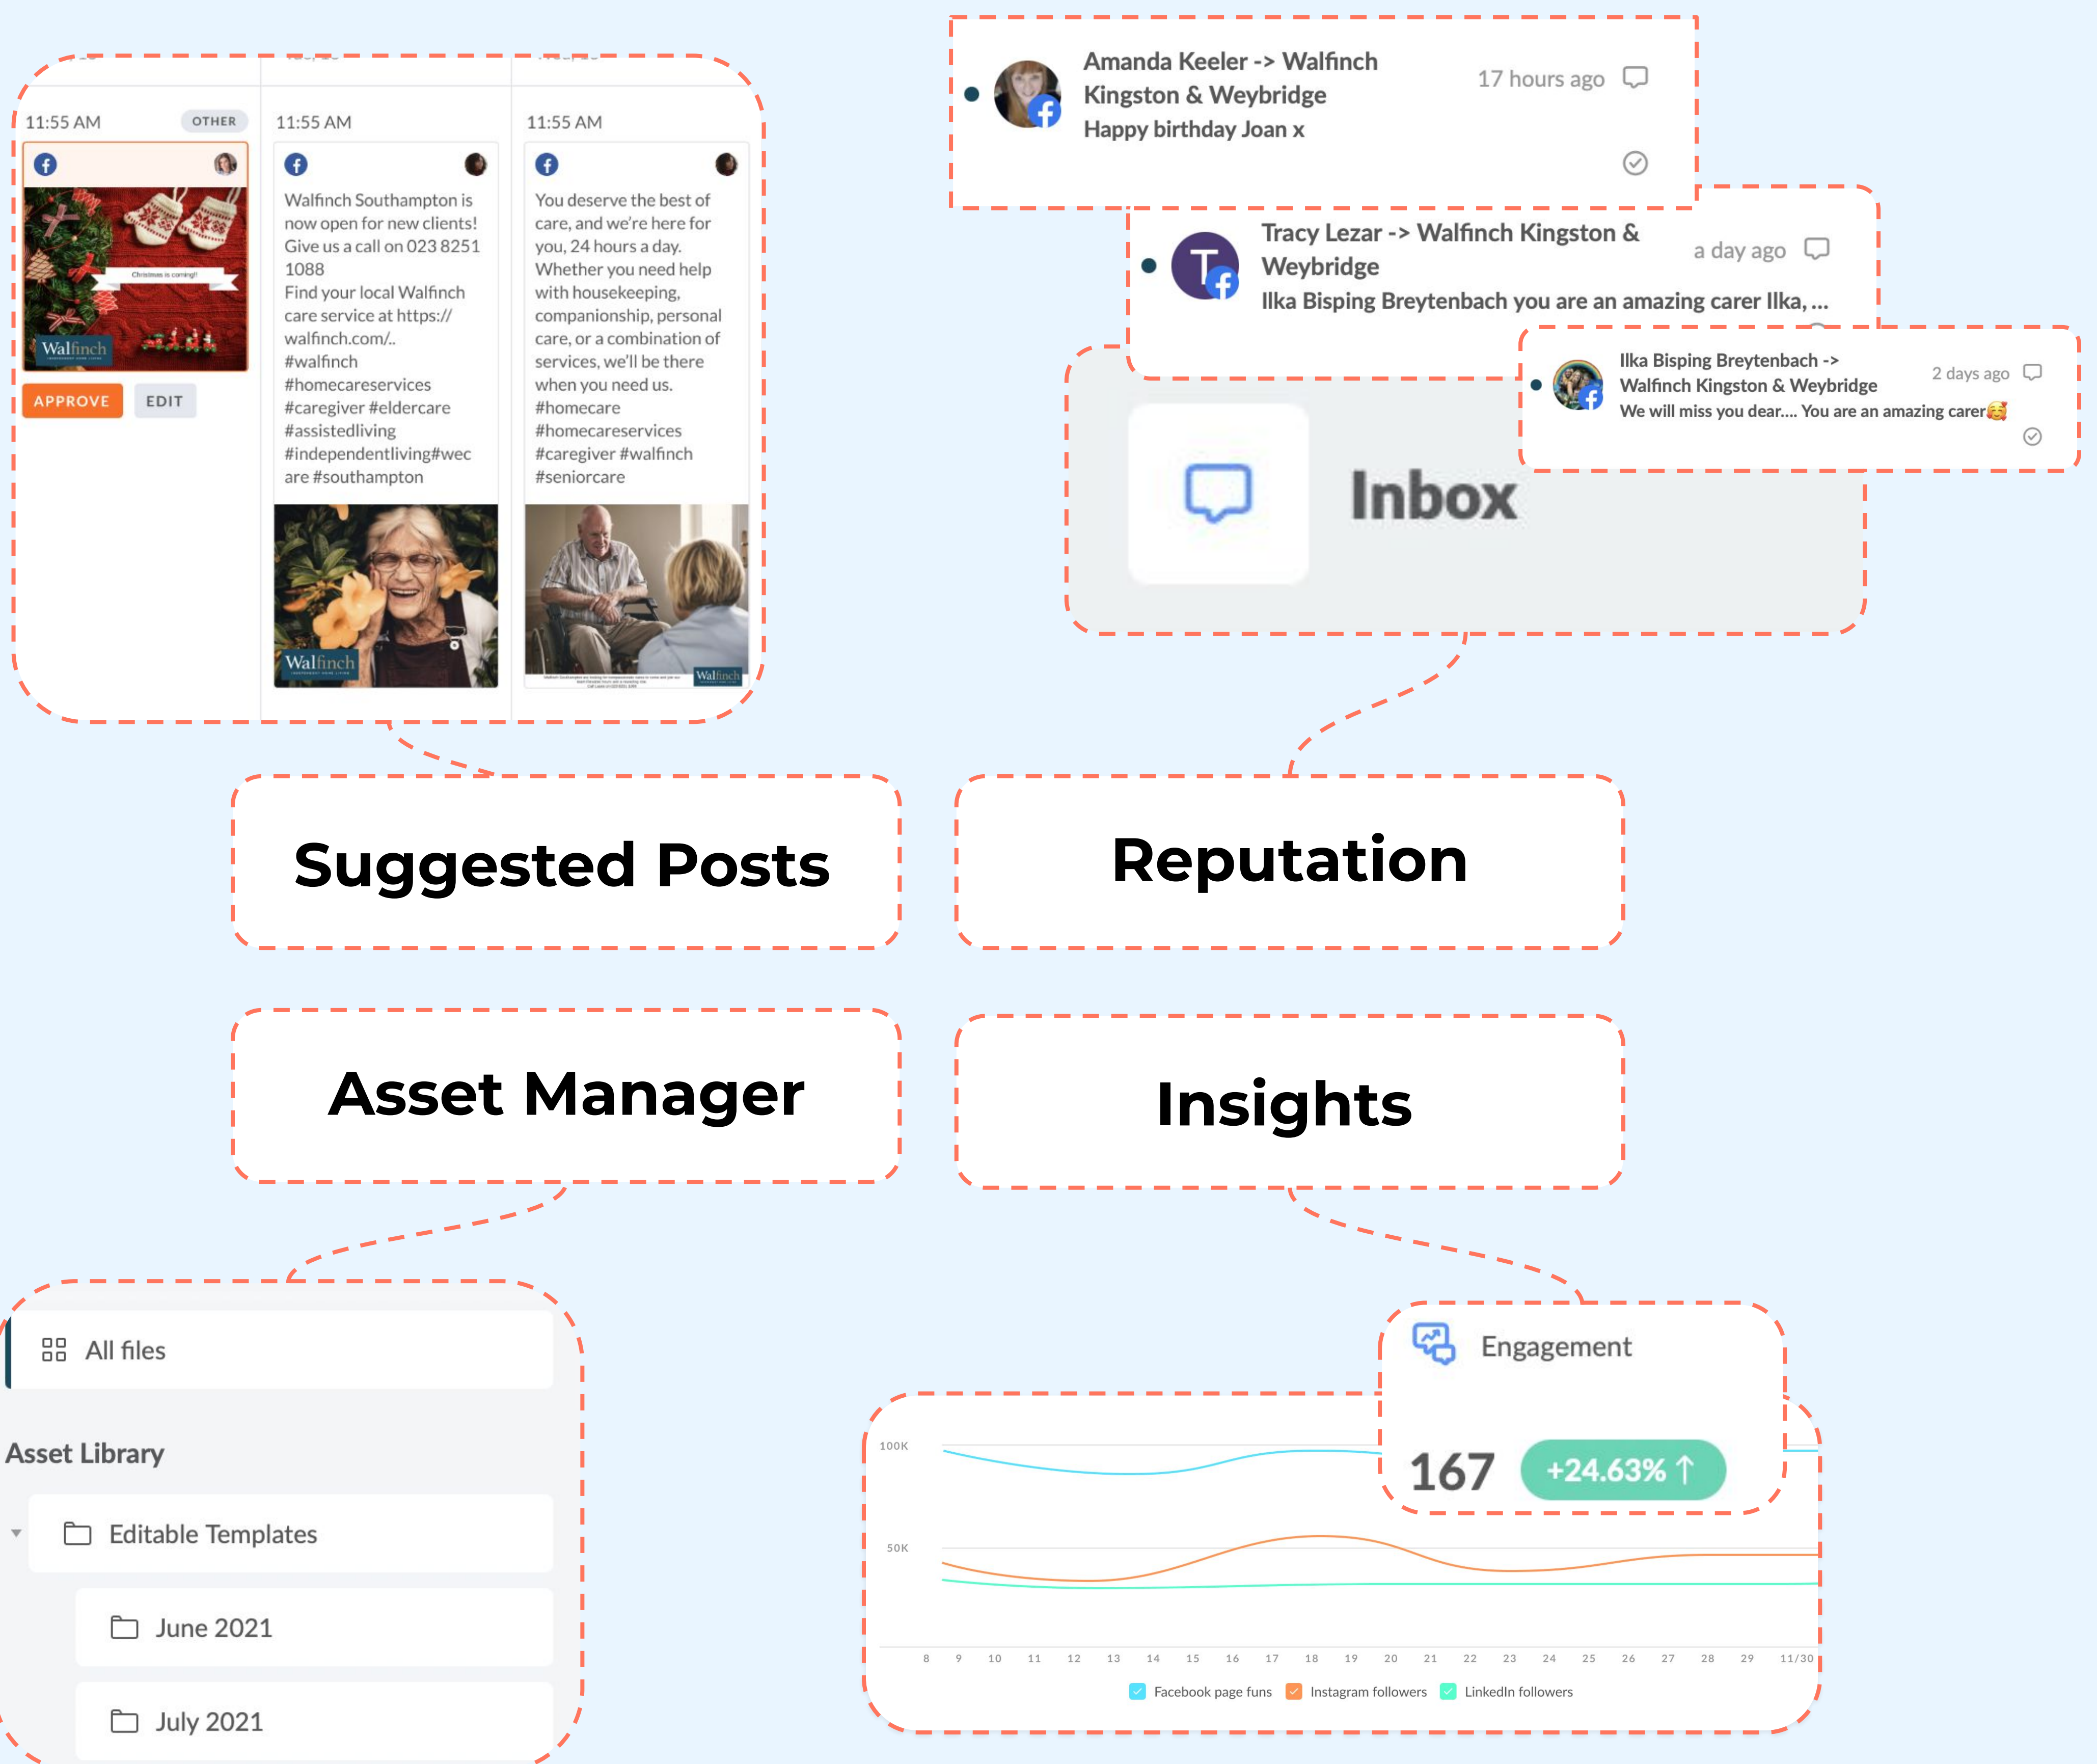 11:55 AM
OTHER
Christmas is coming!!
Walfinch
APPROVE
EDIT
11:55 AM
Walfinch Southampton is
now open for new clients!
Give us a call on 023 8251
1088
Find your local Walfinch
care service at https://
walfinch.com/..
#walfinch
#homecareservices
#caregiver #eldercare
#assistedliving
#independentliving#wec
are #southampton
Walfinch
INDEPENDENT HOME LIVING
11:55 AM
You deserve the best of
care, and we're here for
you, 24 hours a day.
Whether you need help
with housekeeping,
companionship, personal
care, or a combination of
services, we'll be there
when you need us.
#homecare
#homecareservices
#caregiver #walfinch
#seniorcare
Walfinch
Amanda Keeler -> Walfinch
Kingston & Weybridge
17 hours ago
Happy birthday Joan x
T
Tracy Lezar -> Walfinch Kingston &
Weybridge
a day ago
Ilka Bisping Breytenbach you are an amazing carer Ilka, ...
Ilka Bisping Breytenbach ->
Walfinch Kingston & Weybridge
2 days ago
We will miss you dear.... You are an amazing carer🥰
Inbox
Suggested Posts
Reputation
Asset Manager
Insights
All files
Asset Library
Editable Templates
June 2021
July 2021
Engagement
167
+24.63% ↑
100K
50K
8 9 10 11 12 13 14 15 16 17 18 19 20 21 22 23 24 25 26 27 28 29 11/30
Facebook page funs
Instagram followers
LinkedIn followers